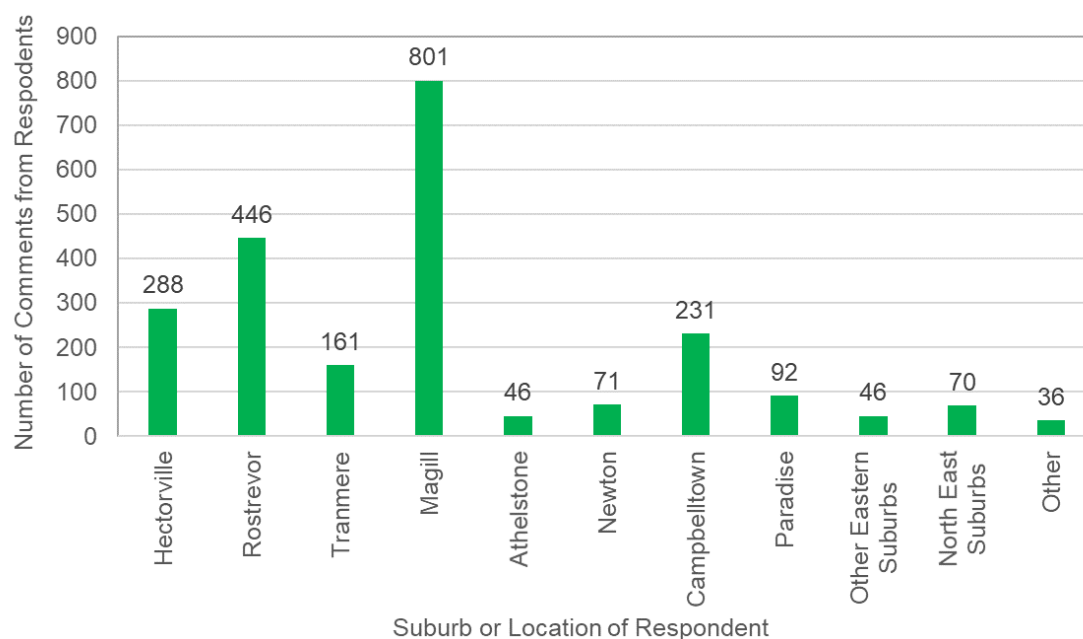 Number of Comments from Respodents
900
800
700
600
500
400
300
200
100
0
288
446
161
801
46
71
231
92
46
70
36
Hectorville
Rostrevor
Tranmere
Magill
Athelstone
Newton
Campbelltown
Paradise
Other Eastern
Suburbs
North East
Suburbs
Other
Suburb or Location of Respondent